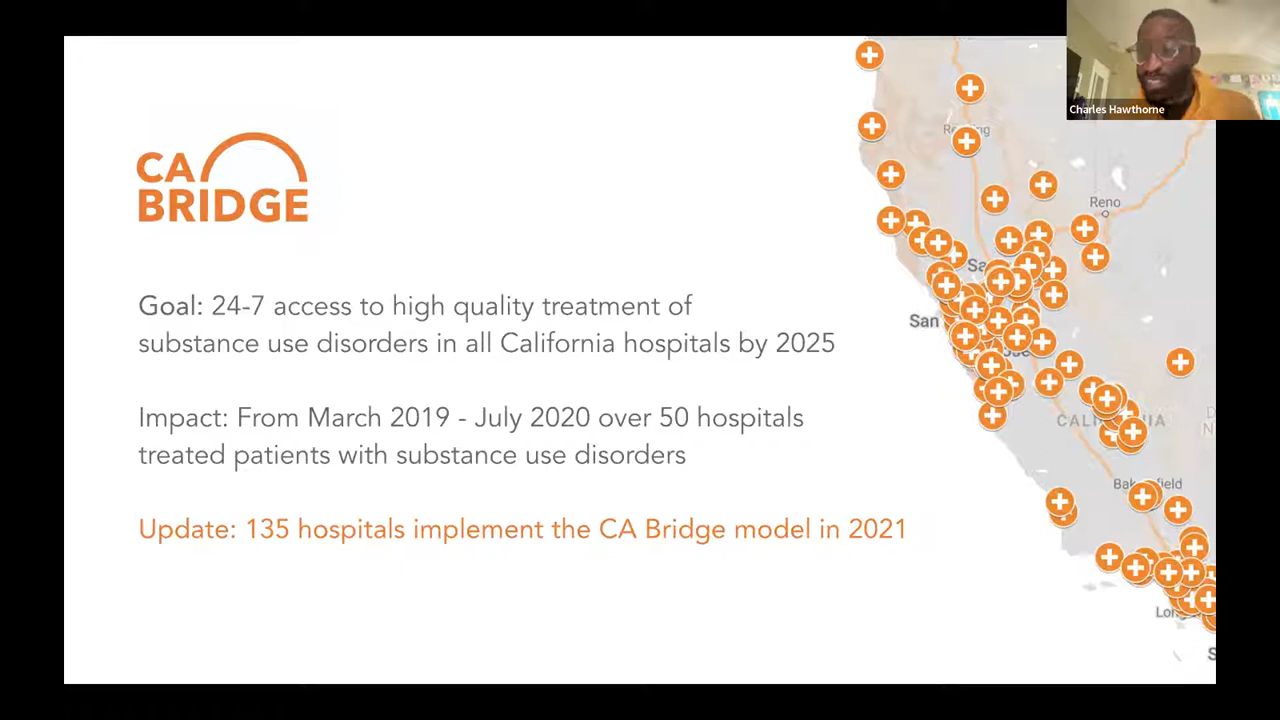 Charles Hawthorne
CA
BRIDGE
Goal: 24-7 access to high quality treatment of
substance use disorders in all California hospitals by 2025
Impact: From March 2019 - July 2020 over 50 hospitals
treated patients with substance use disorders
Update: 135 hospitals implement the CA Bridge model in 2021
Reno
San